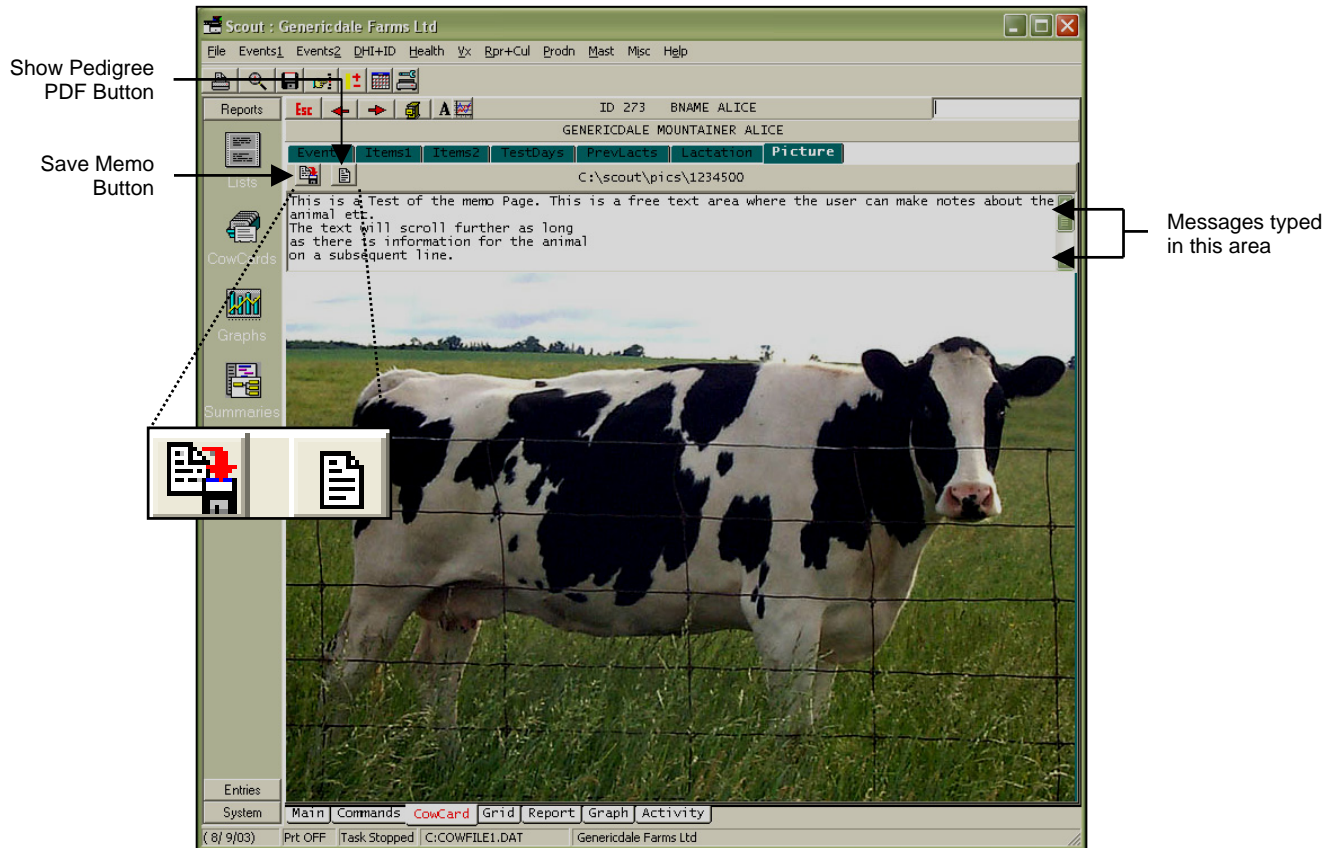 Scout : Genericdale Farms Ltd
File Events1 Events2 DHI+ID Health Vx Rpr+Cul Prodn Mast Misc Help
Show Pedigree
PDF Button
Reports
Esc
A
ID 273 BNAME ALICE
GENERICDALE MOUNTAINER ALICE
Events Items1 Items2 TestDays PrevLacts Lactation Picture
Save Memo
Button
C:\scout\pics\1234500
Lists
This is a Test of the memo Page. This is a free text area where the user can make notes about the
animal etc.
The text will scroll further as long
as there is information for the animal
on a subsequent line.
Messages typed
in this area
CowCards
Graphs
Summaries
Entries
System
Main Commands CowCard Grid Report Graph Activity
( 8/ 9/03) Prt OFF Task Stopped C:COWFILE1.DAT Genericdale Farms Ltd